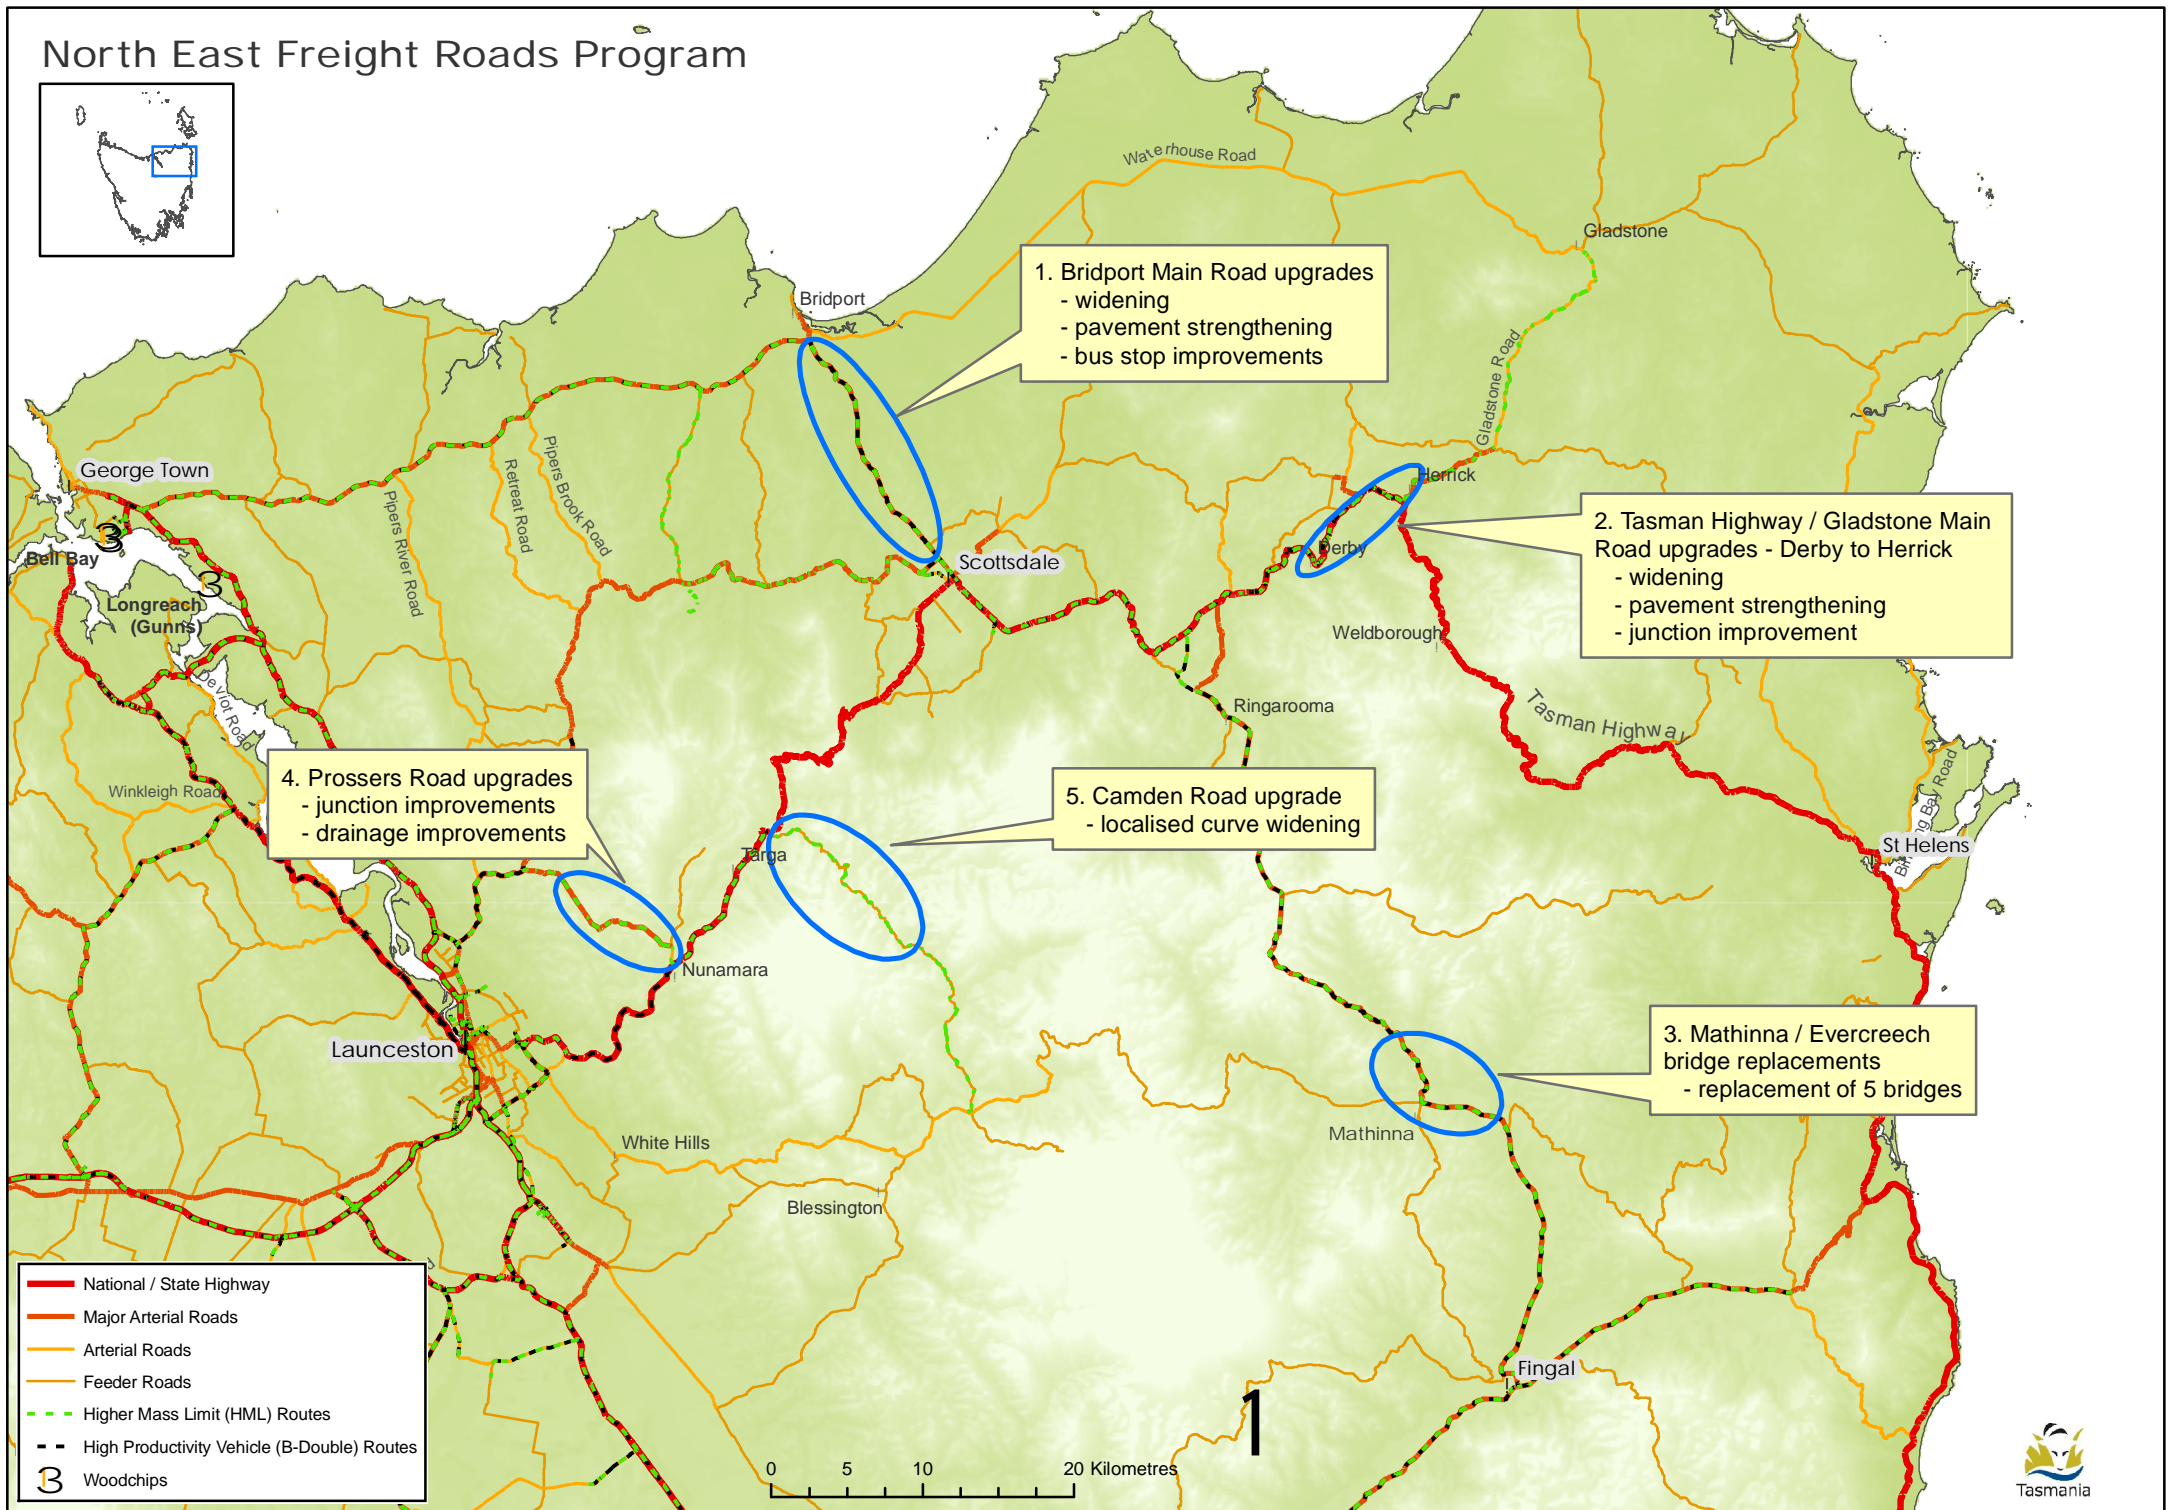 North East Freight Roads Program
Waterhouse Road
Gladstone
1. Bridport Main Road upgrades
- widening
- pavement strengthening
- bus stop improvements
Bridport
Gladstone Road
George Town
Pipers River Road
Retreat Road
Pipers Brook Road
Herrick
2. Tasman Highway / Gladstone Main
Road upgrades - Derby to Herrick
- widening
- pavement strengthening
- junction improvement
Derby
Bell Bay
Scottsdale
Longreach
(Gunns)
Weldborough
Deviot Road
Ringarooma
Tasman Highway
4. Prossers Road upgrades
- junction improvements
- drainage improvements
Winkleigh Road
5. Camden Road upgrade
- localised curve widening
Targa
St Helens
Bay Road
Nunamara
3. Mathinna / Evercreech
bridge replacements
- replacement of 5 bridges
Launceston
Mathinna
White Hills
Blessington
Fingal
1
National / State Highway
Major Arterial Roads
Arterial Roads
Feeder Roads
Higher Mass Limit (HML) Routes
High Productivity Vehicle (B-Double) Routes
Woodchips
0 5 10 20 Kilometres
Tasmania